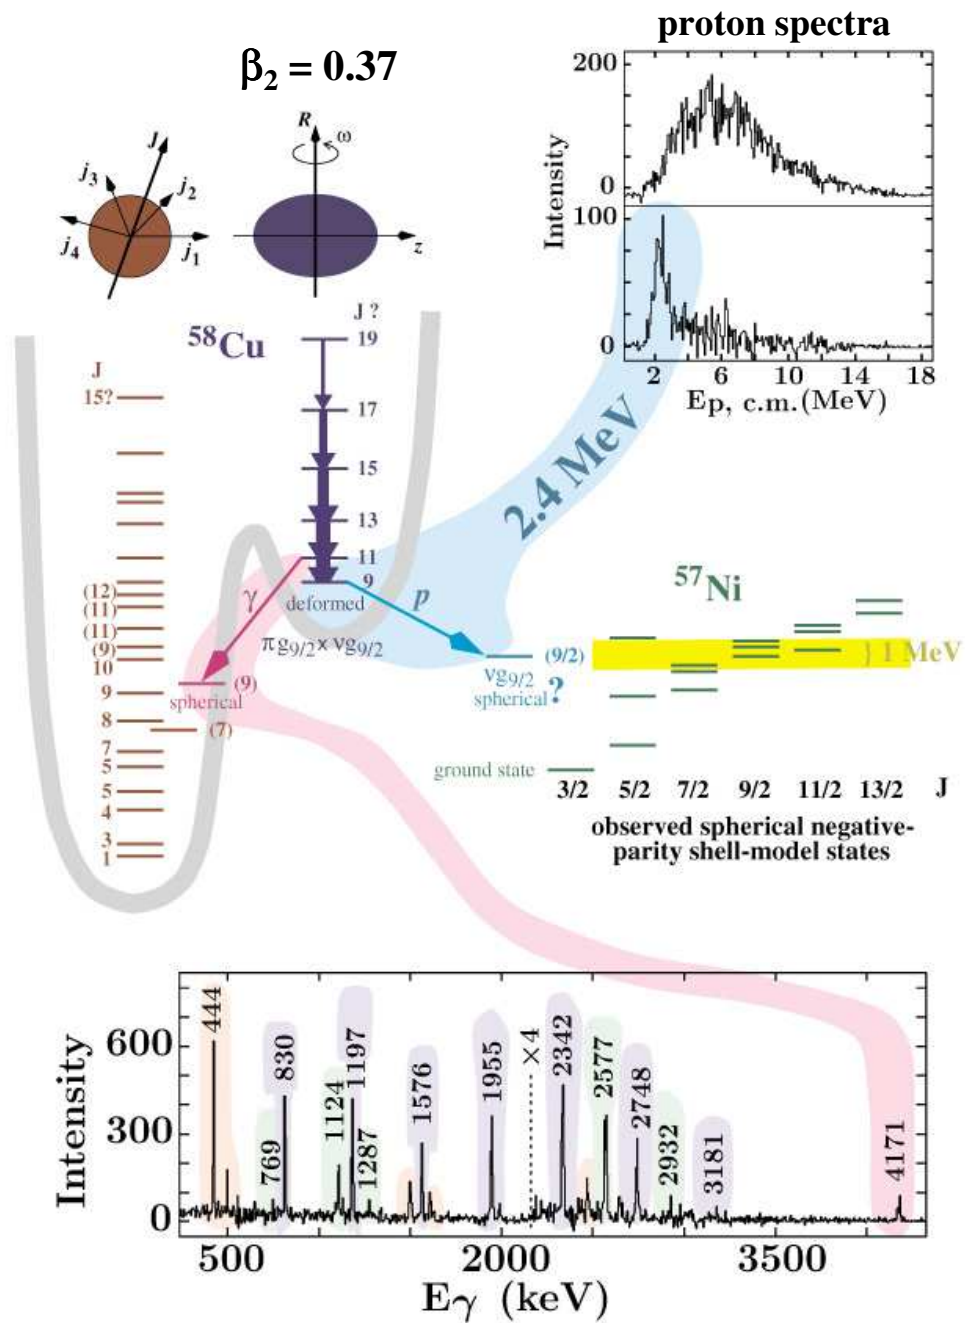 proton spectra
β₂ = 0.37
200
0
100
0
Intensity
2 6 10 14 18
Ep, c.m.(MeV)
R
ω
z
J
j₃
j₂
j₄
j₁
J ?
⁵⁸Cu
19
17
15
13
11
9
J
15?
(12)
(11)
(11)
(9)
10
9
8
7
5
5
4
3
1
(9)
spherical
(7)
γ
deformed
πg₉/₂ x νg₉/₂
p
2.4 MeV
(9/2)
νg₉/₂
spherical ?
⁵⁷Ni
} 1 MeV
ground state
3/2 5/2 7/2 9/2 11/2 13/2 J
observed spherical negative-
parity shell-model states
Intensity
600
300
0
444
769
830
1124
1197
1287
1576
1955
×4
2342
2577
2748
2932
3181
4171
500 2000 3500
Eγ (keV)